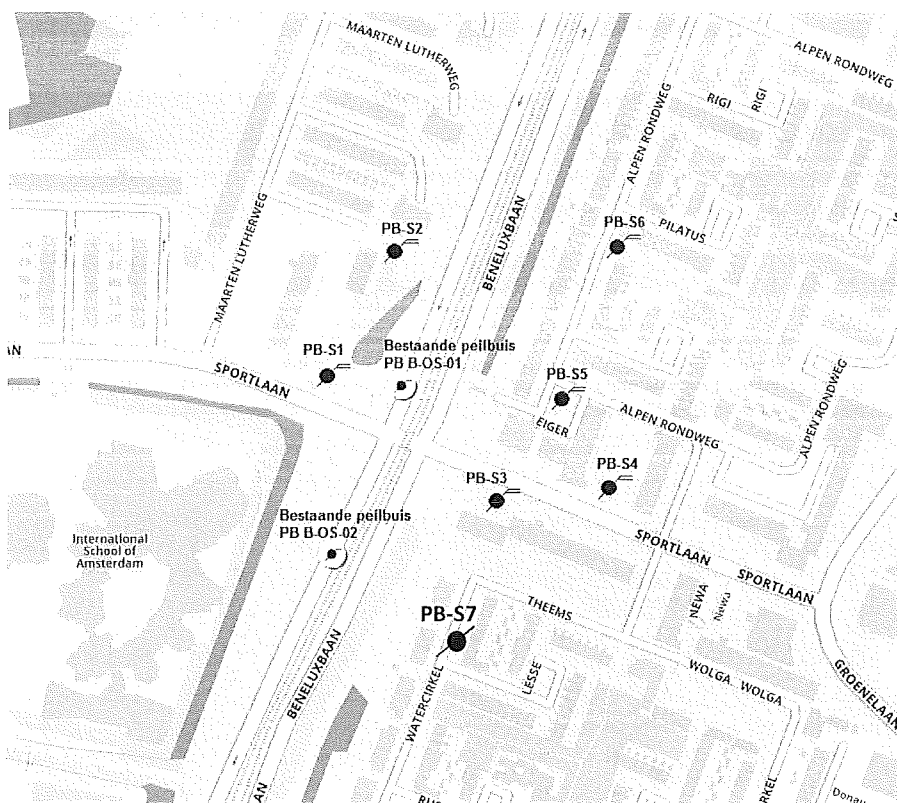 MAARTEN LUTHERWEG
ALPEN RONDWEG
RIGI
RIGI
ALPEN RONDWEG
BENELUXBAAN
PB-S2
PB-S6
PILATUS
MAARTEN LUTHERWEG
Bestaande peilbuis
PB B-OS-01
PB-S1
AN
SPORTLAAN
PB-S5
EIGER
ALPEN RONDWEG
ALPEN RONDWEG
PB-S3
PB-S4
Bestaande peilbuis
PB B-OS-02
International
School of
Amsterdam
SPORTLAAN
SPORTLAAN
NEWA
Newa
THEEMS
PB-S7
BENELUXBAAN
WATERCIRKEL
LESSE
WOLGA
WOLGA
GROENELAAN
AAN